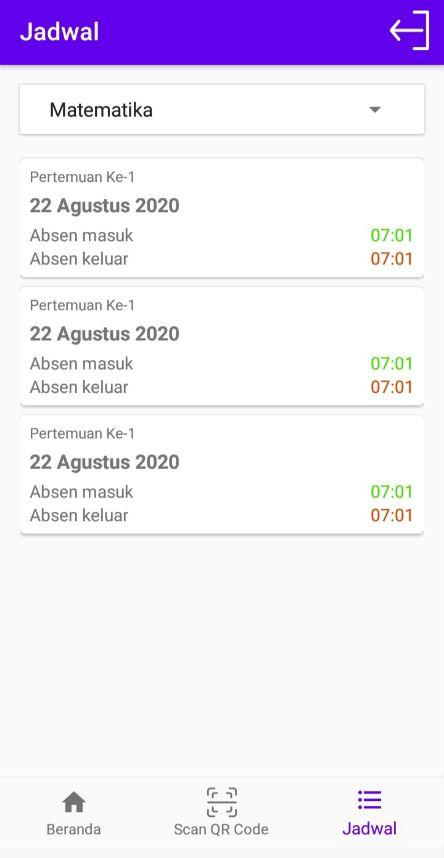 Jadwal
Matematika
Pertemuan Ke-1
22 Agustus 2020
Absen masuk 07:01
Absen keluar 07:01
Pertemuan Ke-1
22 Agustus 2020
Absen masuk 07:01
Absen keluar 07:01
Pertemuan Ke-1
22 Agustus 2020
Absen masuk 07:01
Absen keluar 07:01
Beranda Scan QR Code Jadwal